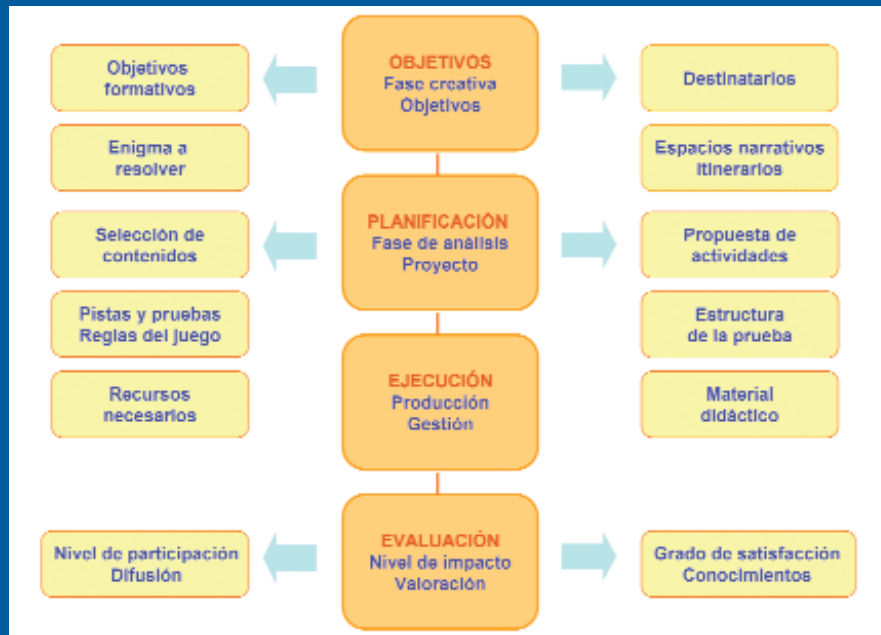 OBJETIVOS
Fase creativa
Objetivos
Objetivos
formativos
Destinatarios
Enigma a
resolver
Espacios narrativos
Itinerarios
PLANIFICACIÓN
Fase de análisis
Proyecto
Selección de
contenidos
Propuesta de
actividades
Pistas y pruebas
Reglas del juego
Estructura
de la prueba
EJECUCIÓN
Producción
Gestión
Recursos
necesarios
Material
didáctico
EVALUACIÓN
Nivel de impacto
Valoración
Nivel de participación
Difusión
Grado de satisfacción
Conocimientos